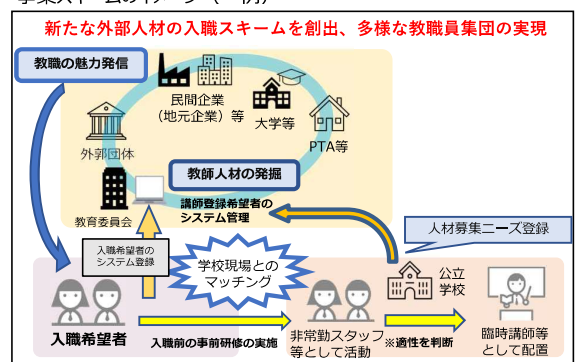 新たな外部人材の入職スキームを創出、多様な教職員集団の実現
教職の魅力発信
民間企業
（地元企業）等
大学等
PTA等
外郭団体
教師人材の発掘
教育委員会
講師登録希望者の
システム管理
人材募集ニーズ登録
入職希望者の
システム登録
学校現場との
マッチング
公立
学校
入職希望者
入職前の事前研修の実施
非常勤スタッフ
等として活動
※適性を判断
臨時講師等
として配置